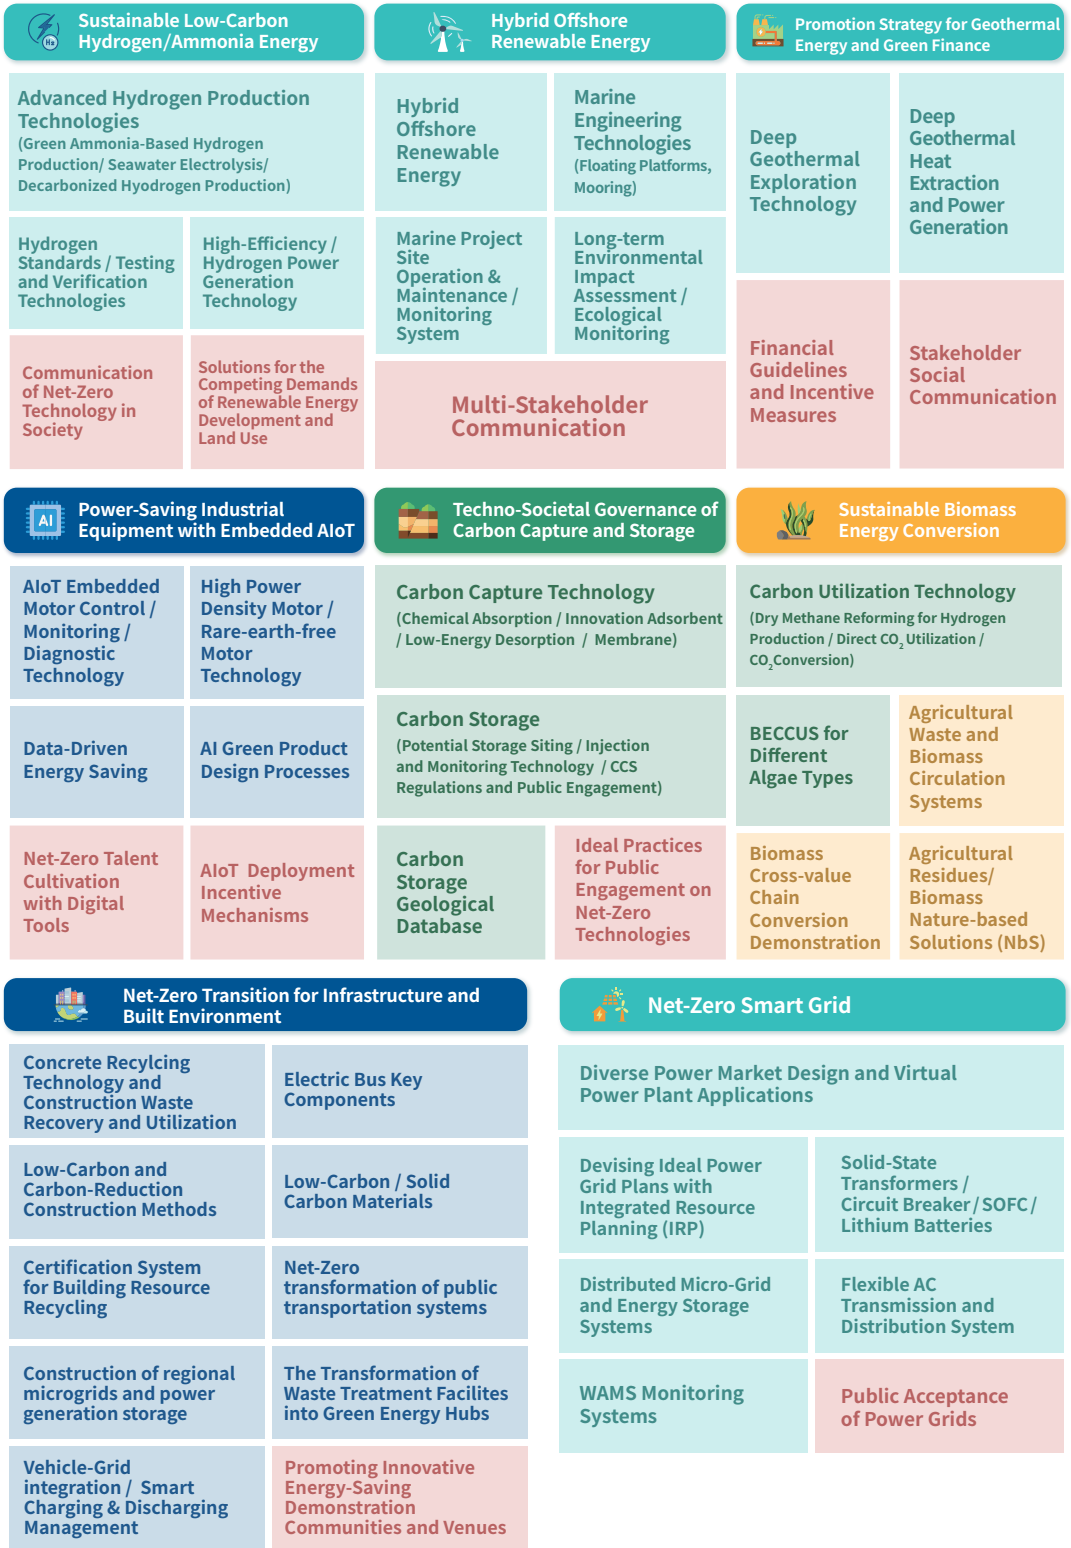 Sustainable Low-Carbon
Hydrogen/Ammonia Energy
H₂
Advanced Hydrogen Production
Technologies
(Green Ammonia-Based Hydrogen
Production/ Seawater Electrolysis/
Decarbonized Hyodrogen Production)
Hydrogen
Standards / Testing
and Verification
Technologies
High-Efficiency /
Hydrogen Power
Generation
Technology
Communication
of Net-Zero
Technology in
Society
Solutions for the
Competing Demands
of Renewable Energy
Development and
Land Use
Hybrid Offshore
Renewable Energy
Hybrid
Offshore
Renewable
Energy
Marine
Engineering
Technologies
(Floating Platforms,
Mooring)
Marine Project
Site
Operation &
Maintenance /
Monitoring
System
Long-term
Environmental
Impact
Assessment /
Ecological
Monitoring
Multi-Stakeholder
Communication
Promotion Strategy for Geothermal
Energy and Green Finance
Deep
Geothermal
Exploration
Technology
Deep
Geothermal
Heat
Extraction
and Power
Generation
Financial
Guidelines
and Incentive
Measures
Stakeholder
Social
Communication
AI
Power-Saving Industrial
Equipment with Embedded AIoT
AIoT Embedded
Motor Control /
Monitoring /
Diagnostic
Technology
High Power
Density Motor /
Rare-earth-free
Motor
Technology
Data-Driven
Energy Saving
AI Green Product
Design Processes
Net-Zero Talent
Cultivation
with Digital
Tools
AIoT Deployment
Incentive
Mechanisms
Techno-Societal Governance of
Carbon Capture and Storage
Carbon Capture Technology
(Chemical Absorption / Innovation Adsorbent
/ Low-Energy Desorption / Membrane)
Carbon Storage
(Potential Storage Siting / Injection
and Monitoring Technology / CCS
Regulations and Public Engagement)
Carbon
Storage
Geological
Database
Ideal Practices
for Public
Engagement on
Net-Zero
Technologies
Sustainable Biomass
Energy Conversion
Carbon Utilization Technology
(Dry Methane Reforming for Hydrogen
Production / Direct CO₂ Utilization /
CO₂Conversion)
BECCUS for
Different
Algae Types
Agricultural
Waste and
Biomass
Circulation
Systems
Biomass
Cross-value
Chain
Conversion
Demonstration
Agricultural
Residues/
Biomass
Nature-based
Solutions (NbS)
Net-Zero Transition for Infrastructure and
Built Environment
Concrete Recylcing
Technology and
Construction Waste
Recovery and Utilization
Electric Bus Key
Components
Low-Carbon and
Carbon-Reduction
Construction Methods
Low-Carbon / Solid
Carbon Materials
Certification System
for Building Resource
Recycling
Net-Zero
transformation of public
transportation systems
Construction of regional
microgrids and power
generation storage
The Transformation of
Waste Treatment Facilites
into Green Energy Hubs
Vehicle-Grid
integration / Smart
Charging & Discharging
Management
Promoting Innovative
Energy-Saving
Demonstration
Communities and Venues
Net-Zero Smart Grid
Diverse Power Market Design and Virtual
Power Plant Applications
Devising Ideal Power
Grid Plans with
Integrated Resource
Planning (IRP)
Solid-State
Transformers /
Circuit Breaker / SOFC /
Lithium Batteries
Distributed Micro-Grid
and Energy Storage
Systems
Flexible AC
Transmission and
Distribution System
WAMS Monitoring
Systems
Public Acceptance
of Power Grids